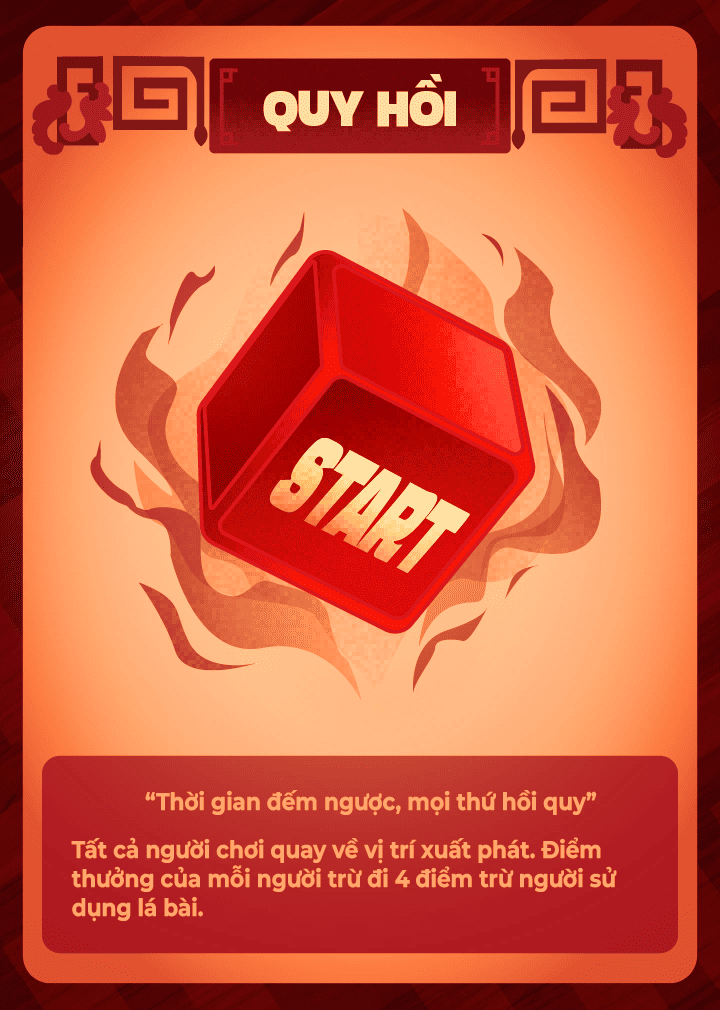 QUY HỒI
START
“Thời gian đếm ngược, mọi thứ hồi quy”
Tất cả người chơi quay về vị trí xuất phát. Điểm
thưởng của mỗi người trừ đi 4 điểm trừ người sử
dụng lá bài.